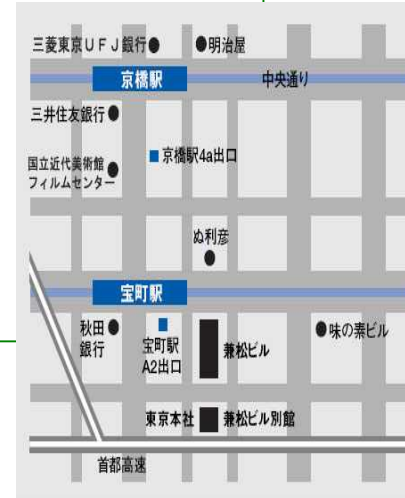 三菱東京UFJ銀行
明治屋
京橋駅
中央通り
三井住友銀行
京橋駅4a出口
国立近代美術館
フィルムセンター
ぬ利彦
宝町駅
秋田
銀行
宝町駅
A2出口
兼松ビル
味の素ビル
東京本社
兼松ビル別館
首都高速